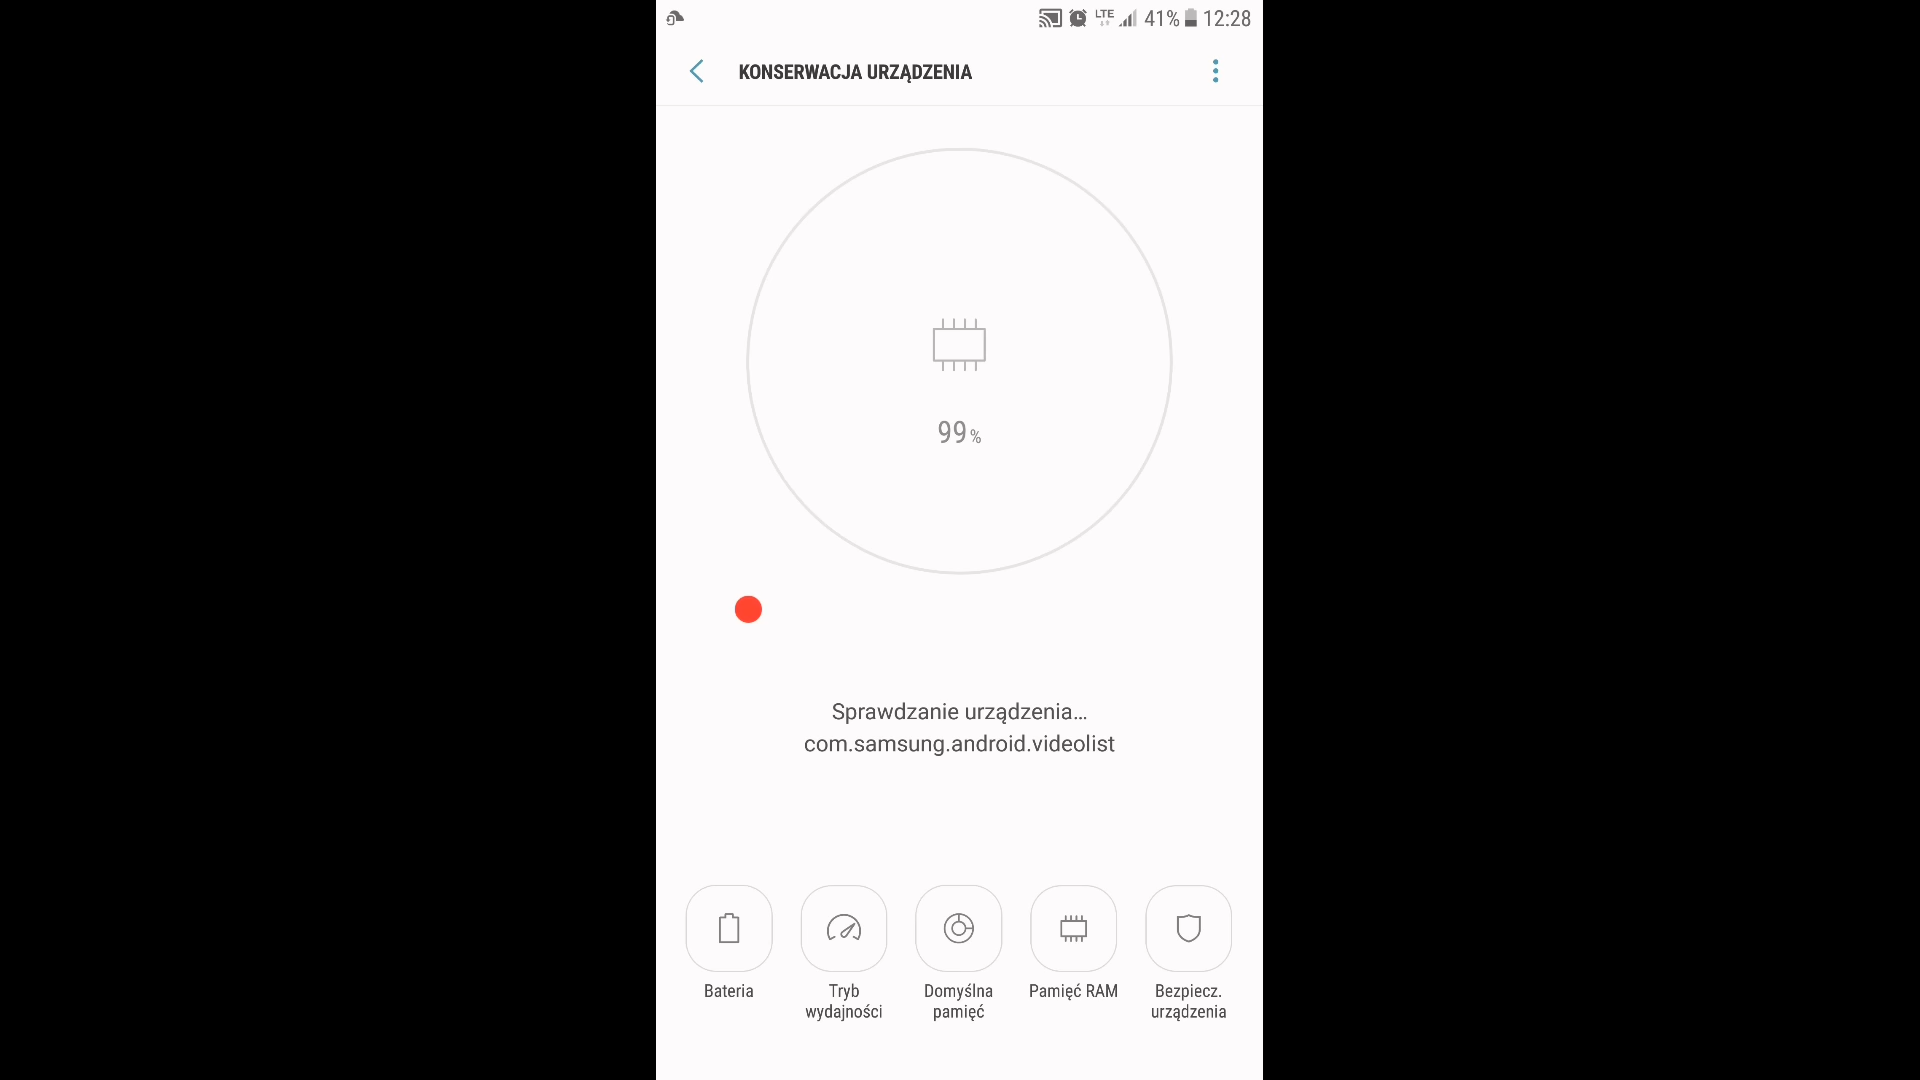 LTE 41% 12:28
KONSERWACJA URZĄDZENIA
99%
Sprawdzanie urządzenia...
com.samsung.android.videolist
Bateria
Tryb
wydajności
Domyślna
pamięć
Pamięć RAM
Bezpiecz.
urządzenia